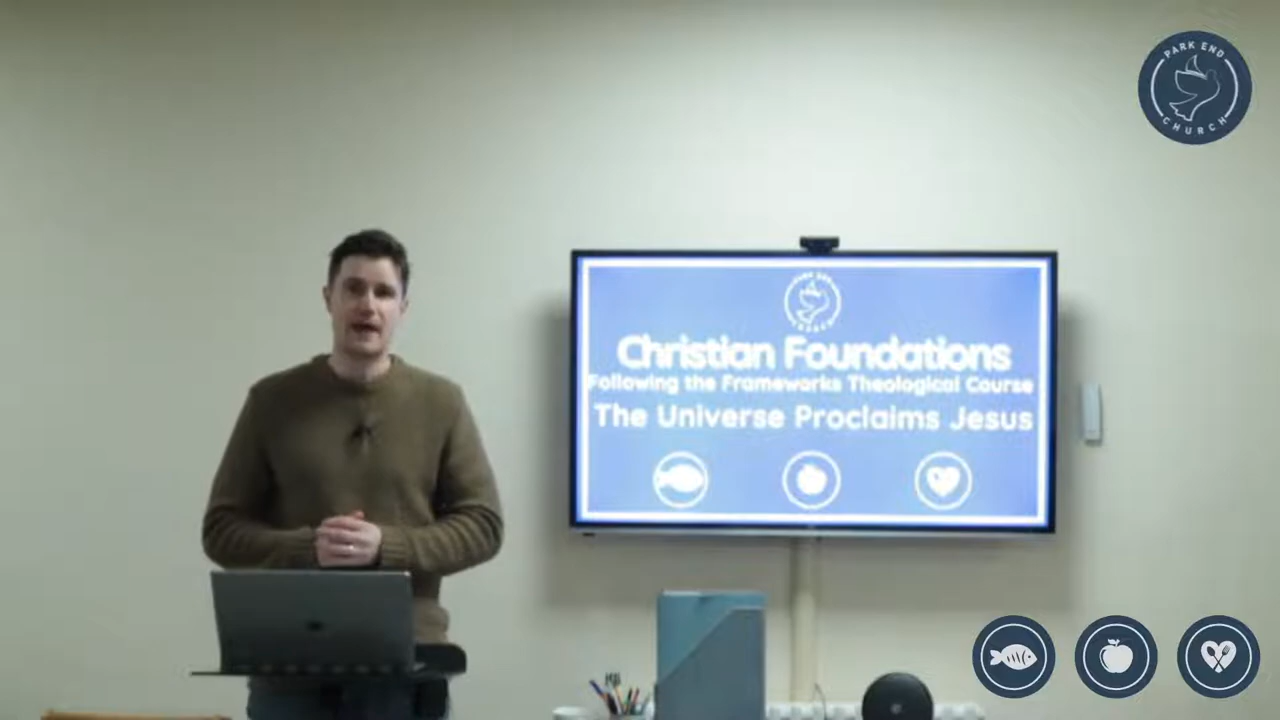 PARK END
CHURCH
Christian Foundations
Following the Frameworks Theological Course
The Universe Proclaims Jesus